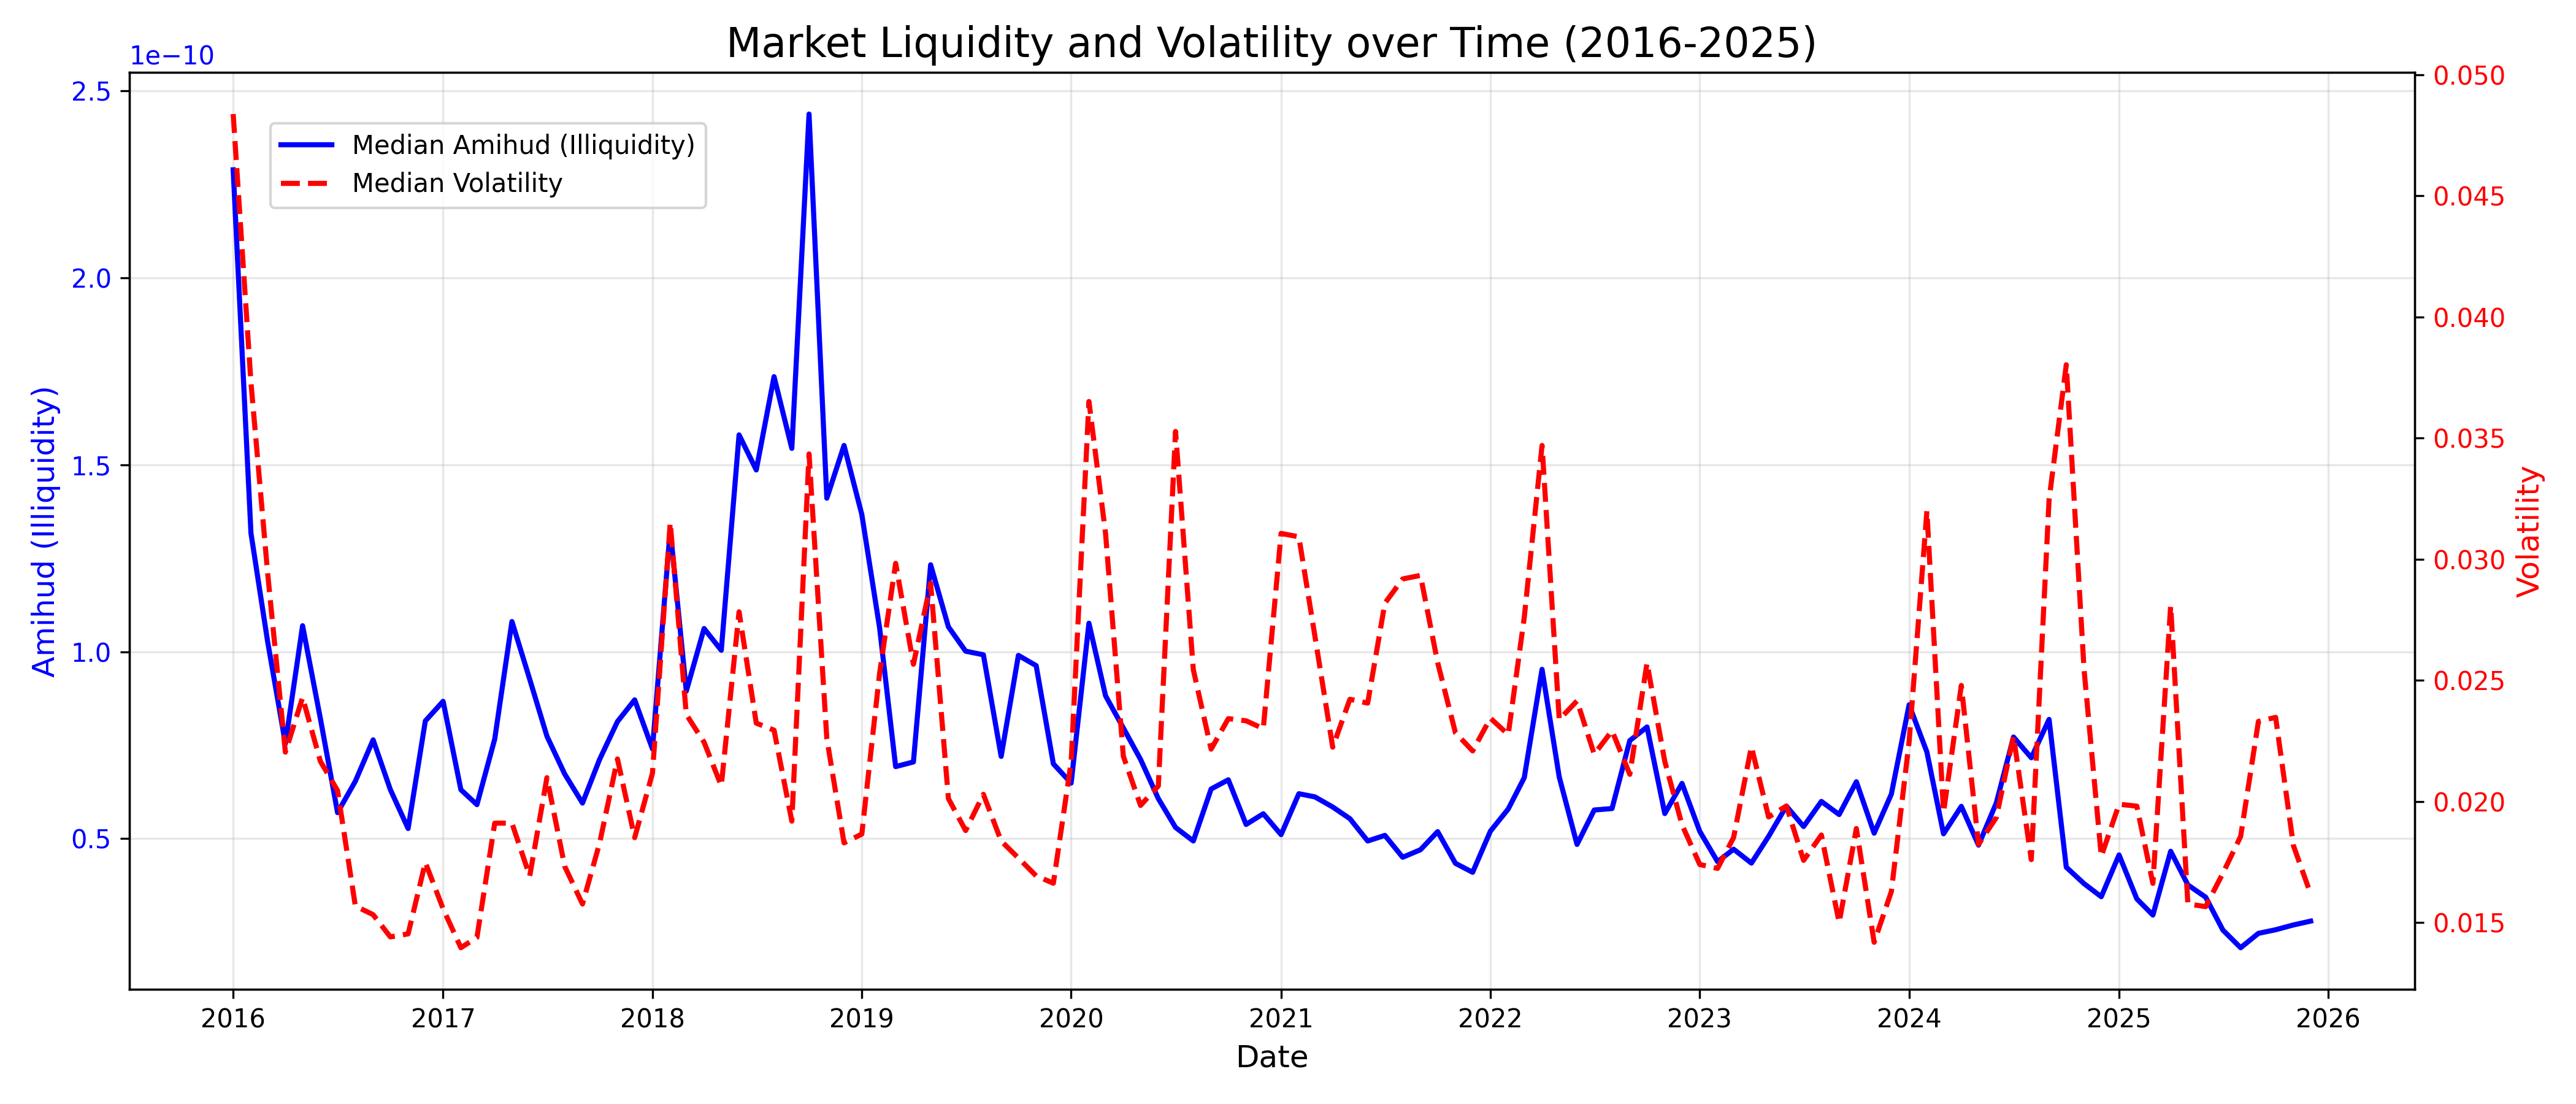 Market Liquidity and Volatility over Time (2016-2025)
1e−10
2.5
2.0
1.5
1.0
0.5
Amihud (Illiquidity)
Median Amihud (Illiquidity)
Median Volatility
0.050
0.045
0.040
0.035
0.030
0.025
0.020
0.015
Volatility
2016 2017 2018 2019 2020 2021 2022 2023 2024 2025 2026
Date